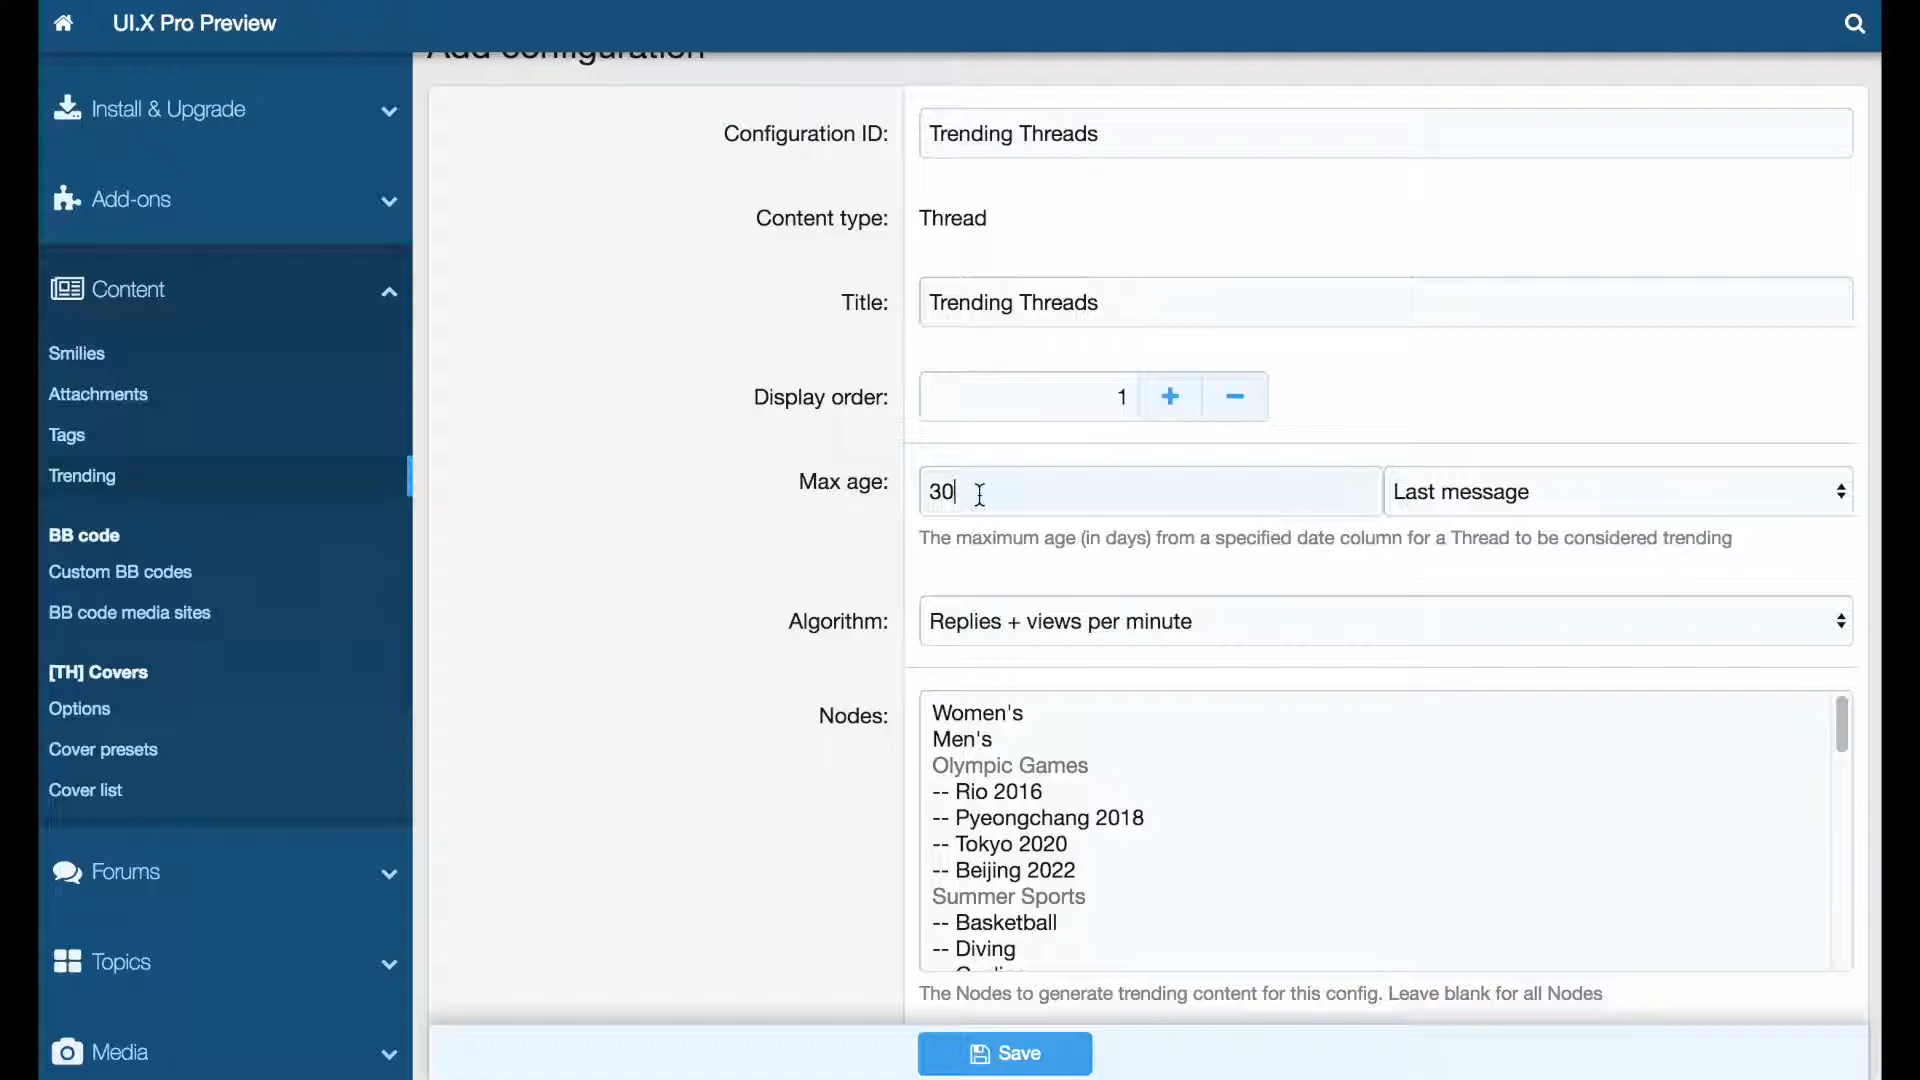 UI.X Pro Preview
Add configuration
Install & Upgrade
Add-ons
Content
Smilies
Attachments
Tags
Trending
BB code
Custom BB codes
BB code media sites
[TH] Covers
Options
Cover presets
Cover list
Forums
Topics
Media
Configuration ID: Trending Threads
Content type: Thread
Title: Trending Threads
Display order: 1
Max age: 30 Last message
The maximum age (in days) from a specified date column for a Thread to be considered trending
Algorithm: Replies + views per minute
Nodes: Women's
Men's
Olympic Games
-- Rio 2016
-- Pyeongchang 2018
-- Tokyo 2020
-- Beijing 2022
Summer Sports
-- Basketball
-- Diving
The Nodes to generate trending content for this config. Leave blank for all Nodes
Save